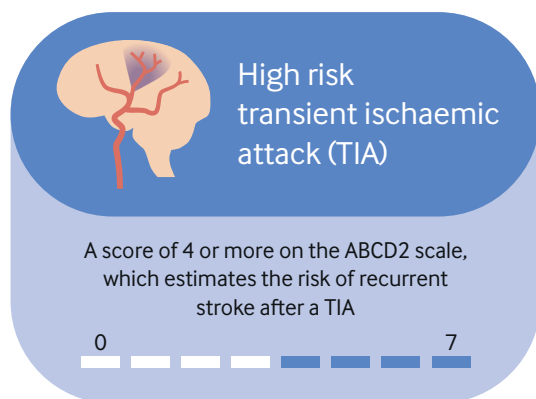 High risk
transient ischaemic
attack (TIA)
A score of 4 or more on the ABCD2 scale,
which estimates the risk of recurrent
stroke after a TIA
0 7